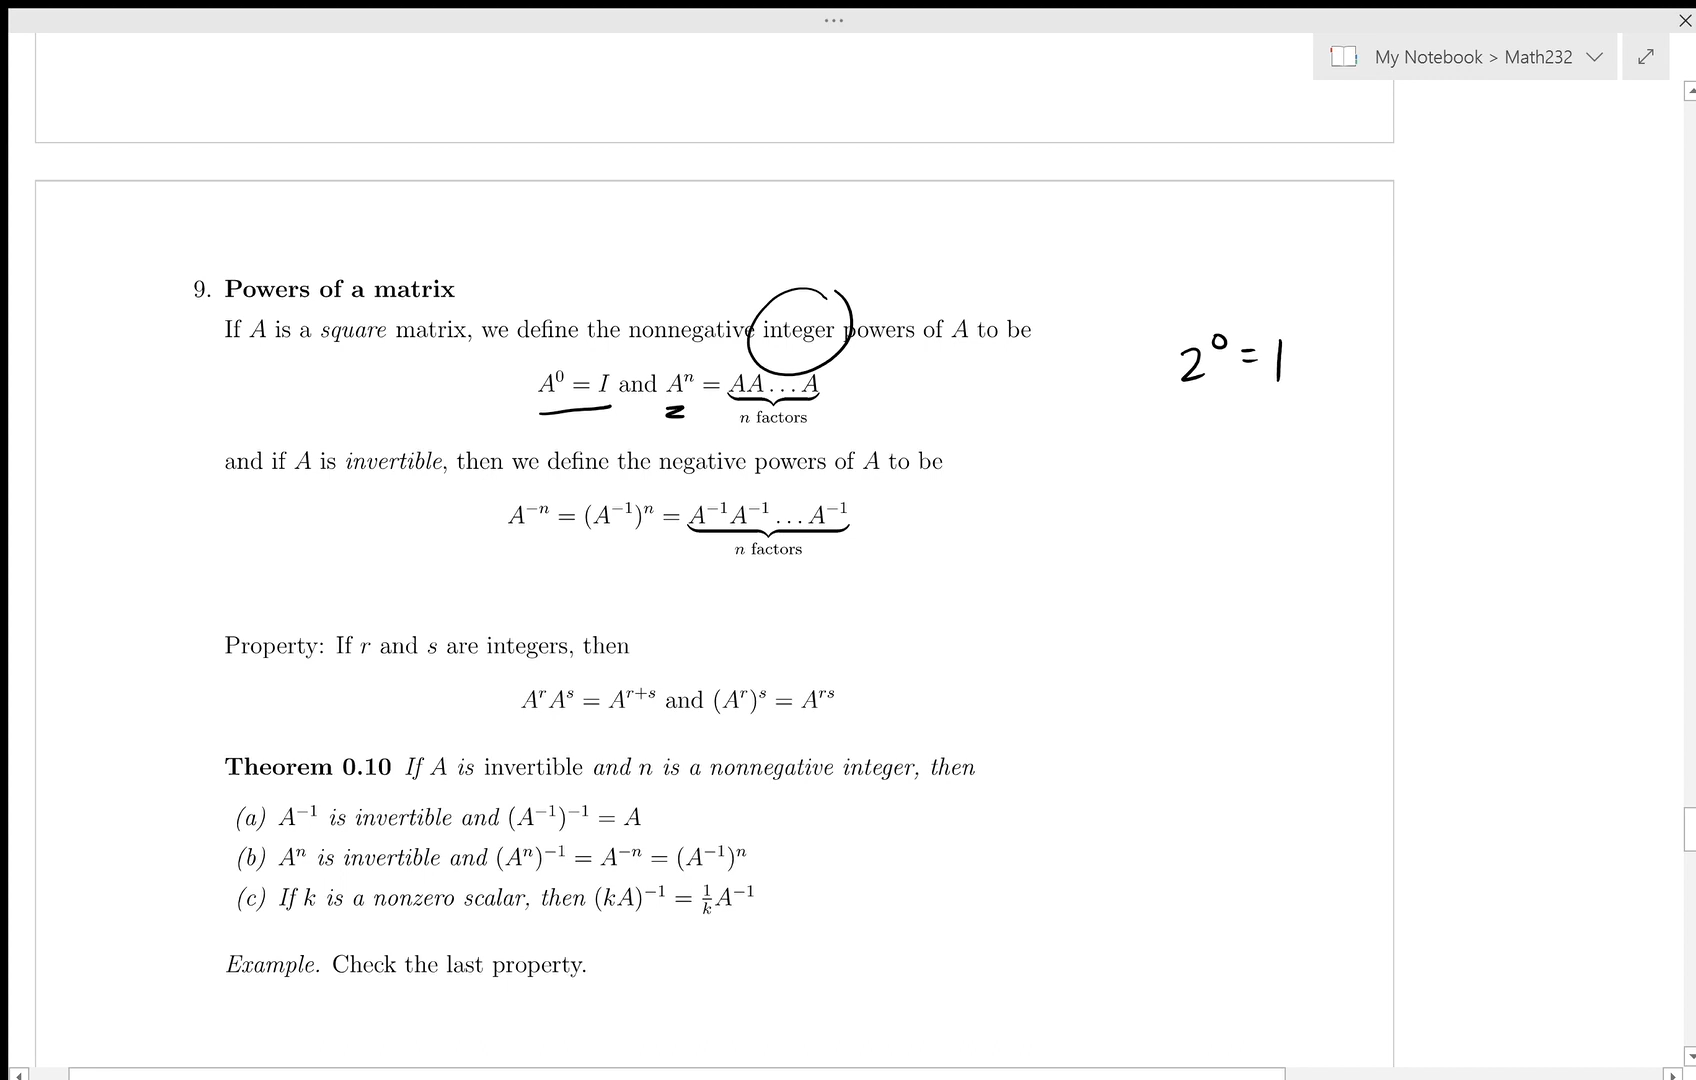 ...
My Notebook > Math232
9. Powers of a matrix
If A is a square matrix, we define the nonnegative integer powers of A to be
2⁰ = 1
A⁰ = I and Aⁿ = AA...A
n factors
and if A is invertible, then we define the negative powers of A to be
A⁻ⁿ = (A⁻¹)ⁿ = A⁻¹A⁻¹...A⁻¹
n factors
Property: If r and s are integers, then
AʳAˢ = Aʳ⁺ˢ and (Aʳ)ˢ = Aʳˢ
Theorem 0.10 If A is invertible and n is a nonnegative integer, then
(a) A⁻¹ is invertible and (A⁻¹)⁻¹ = A
(b) Aⁿ is invertible and (Aⁿ)⁻¹ = A⁻ⁿ = (A⁻¹)ⁿ
(c) If k is a nonzero scalar, then (kA)⁻¹ = 1/k A⁻¹
Example. Check the last property.